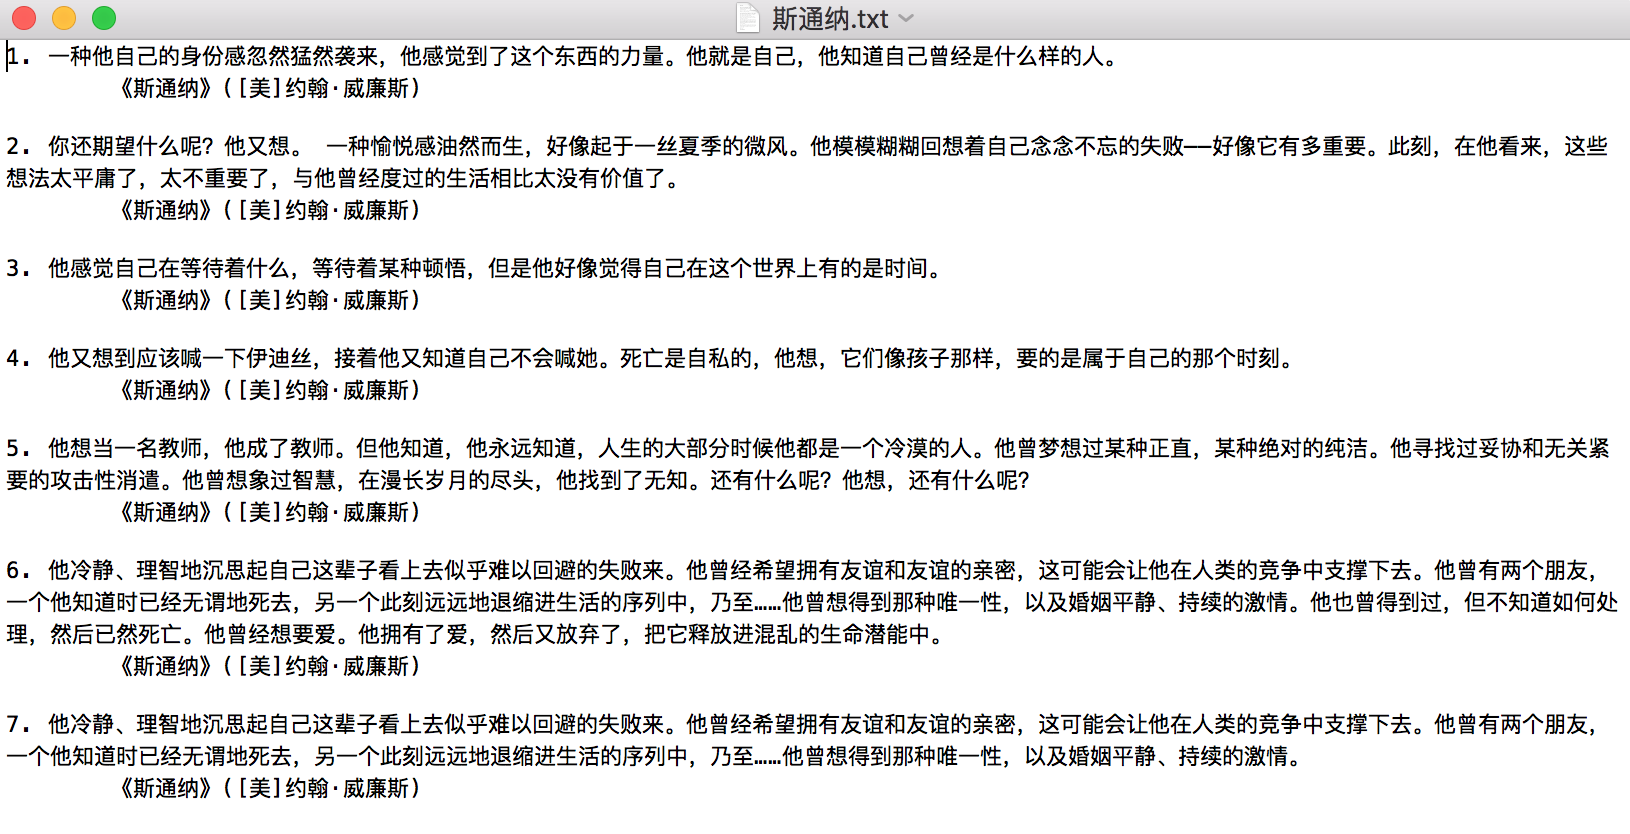 斯通纳.txt
1. 一种他自己的身份感忽然猛然袭来，他感觉到了这个东西的力量。他就是自己，他知道自己曾经是什么样的人。
《斯通纳》([美]约翰·威廉斯)
2. 你还期望什么呢？他又想。 一种愉悦感油然而生，好像起于一丝夏季的微风。他模模糊糊回想着自己念念不忘的失败——好像它有多重要。此刻，在他看来，这些
想法太平庸了，太不重要了，与他曾经度过的生活相比太没有价值了。
《斯通纳》([美]约翰·威廉斯)
3. 他感觉自己在等待着什么，等待着某种顿悟，但是他好像觉得自己在这个世界上有的是时间。
《斯通纳》([美]约翰·威廉斯)
4. 他又想到应该喊一下伊迪丝，接着他又知道自己不会喊她。死亡是自私的，他想，它们像孩子那样，要的是属于自己的那个时刻。
《斯通纳》([美]约翰·威廉斯)
5. 他想当一名教师，他成了教师。但他知道，他永远知道，人生的大部分时候他都是一个冷漠的人。他曾梦想过某种正直，某种绝对的纯洁。他寻找过妥协和无关紧
要的攻击性消遣。他曾想象过智慧，在漫长岁月的尽头，他找到了无知。还有什么呢？他想，还有什么呢？
《斯通纳》([美]约翰·威廉斯)
6. 他冷静、理智地沉思起自己这辈子看上去似乎难以回避的失败来。他曾经希望拥有友谊和友谊的亲密，这可能会让他在人类的竞争中支撑下去。他曾有两个朋友，
一个他知道时已经无谓地死去，另一个此刻远远地退缩进生活的序列中，乃至……他曾想得到那种唯一性，以及婚姻平静、持续的激情。他也曾得到过，但不知道如何处
理，然后已然死亡。他曾经想要爱。他拥有了爱，然后又放弃了，把它释放进混乱的生命潜能中。
《斯通纳》([美]约翰·威廉斯)
7. 他冷静、理智地沉思起自己这辈子看上去似乎难以回避的失败来。他曾经希望拥有友谊和友谊的亲密，这可能会让他在人类的竞争中支撑下去。他曾有两个朋友，
一个他知道时已经无谓地死去，另一个此刻远远地退缩进生活的序列中，乃至……他曾想得到那种唯一性，以及婚姻平静、持续的激情。
《斯通纳》([美]约翰·威廉斯)